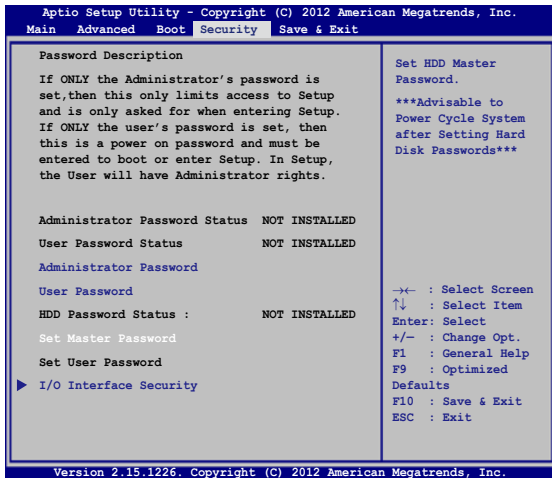 Aptio Setup Utility - Copyright (C) 2012 American Megatrends, Inc.
Main Advanced Boot Security Save & Exit
Password Description
If ONLY the Administrator's password is
set,then this only limits access to Setup
and is only asked for when entering Setup.
If ONLY the user's password is set, then
this is a power on password and must be
entered to boot or enter Setup. In Setup,
the User will have Administrator rights.
Administrator Password Status NOT INSTALLED
User Password Status NOT INSTALLED
Administrator Password
User Password
HDD Password Status : NOT INSTALLED
Set Master Password
Set User Password
I/O Interface Security
Set HDD Master
Password.
***Advisable to
Power Cycle System
after Setting Hard
Disk Passwords***
→← : Select Screen
↑↓ : Select Item
Enter: Select
+/— : Change Opt.
F1 : General Help
F9 : Optimized
Defaults
F10 : Save & Exit
ESC : Exit
Version 2.15.1226. Copyright (C) 2012 American Megatrends, Inc.